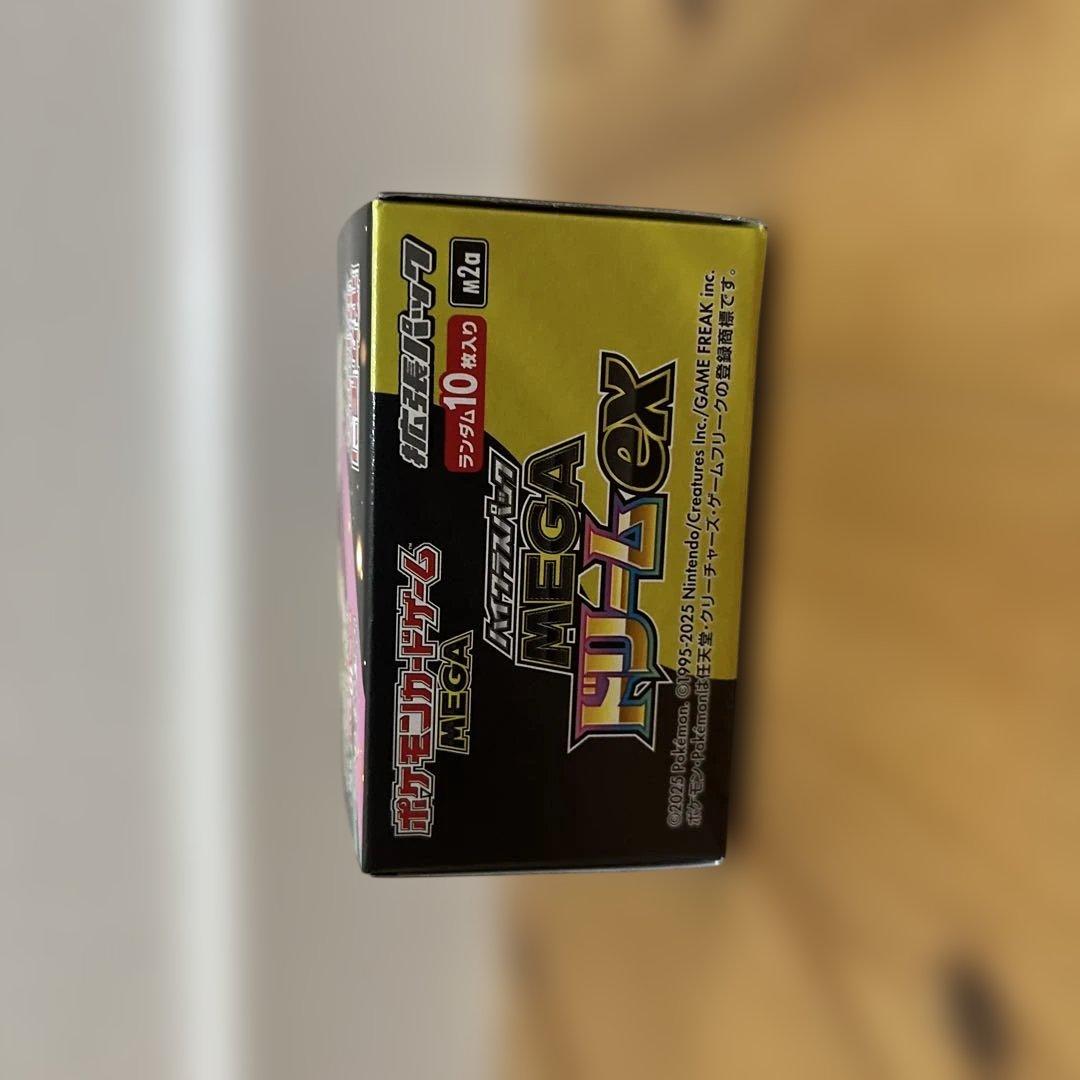 ポケモンカードゲーム™
MEGA
拡張パック
ランダム10枚入り
M2a
ハイクラスパック
MEGA
ドリームex
©2025 Pokémon. ©1995-2025 Nintendo/Creatures Inc./GAME FREAK inc.
ポケモン・Pokémonは任天堂・クリーチャーズ・ゲームフリークの登録商標です。